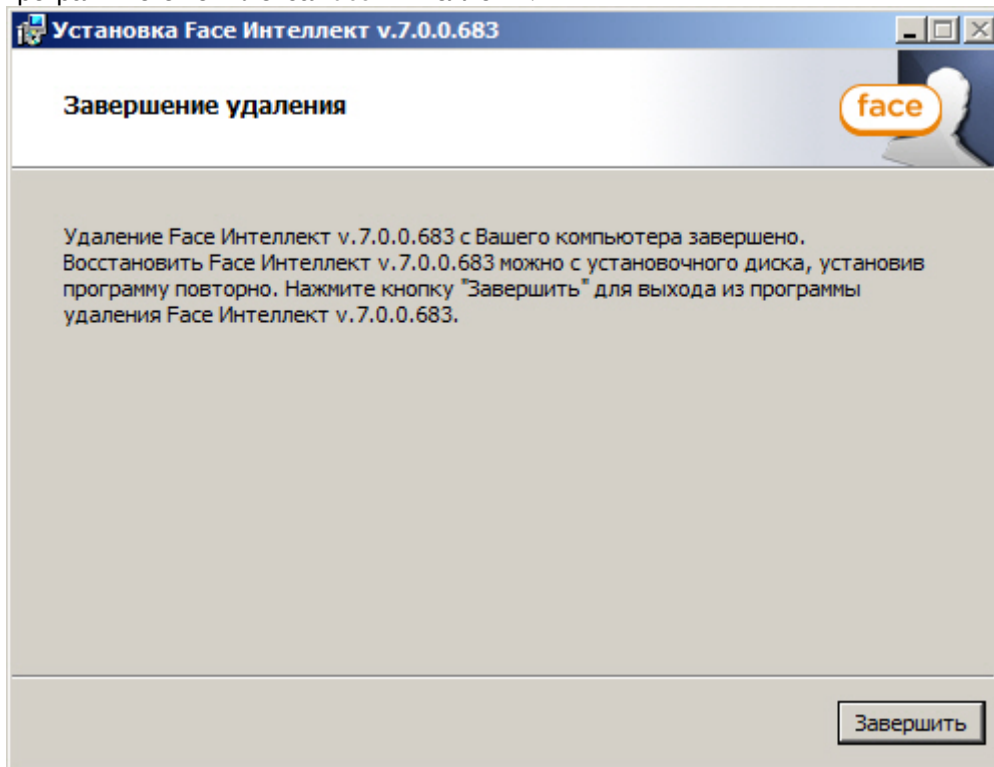 Установка Face Интеллект v.7.0.0.683
Завершение удаления
face
Удаление Face Интеллект v.7.0.0.683 с Вашего компьютера завершено.
Восстановить Face Интеллект v.7.0.0.683 можно с установочного диска, установив
программу повторно. Нажмите кнопку "Завершить" для выхода из программы
удаления Face Интеллект v.7.0.0.683.
Завершить